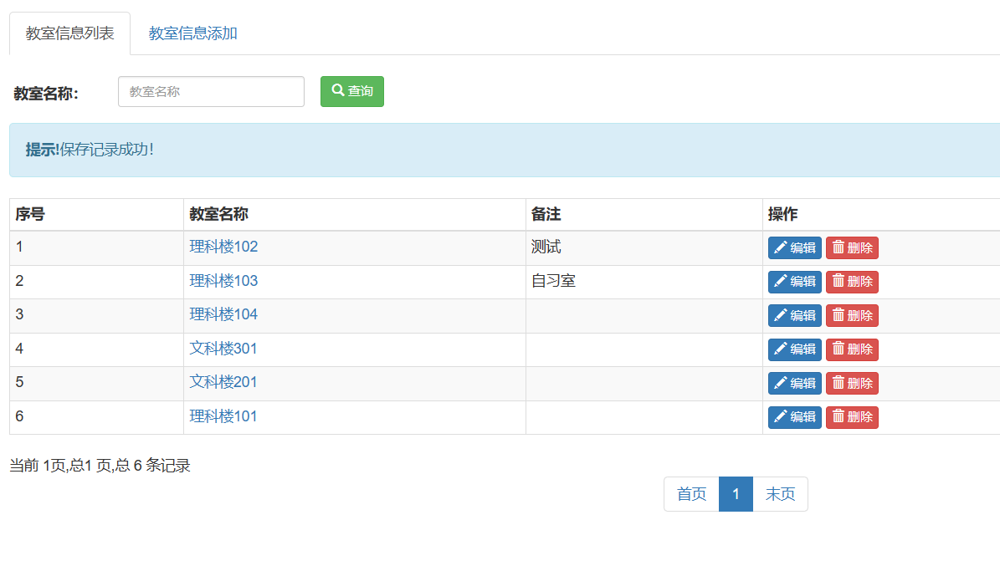 教室信息列表 教室信息添加
教室名称： 教室名称 查询
提示!保存记录成功！
序号 教室名称 备注 操作
1 理科楼102 测试 编辑 删除
2 理科楼103 自习室 编辑 删除
3 理科楼104 编辑 删除
4 文科楼301 编辑 删除
5 文科楼201 编辑 删除
6 理科楼101 编辑 删除
当前 1页,总1 页,总 6 条记录
首页 1 末页